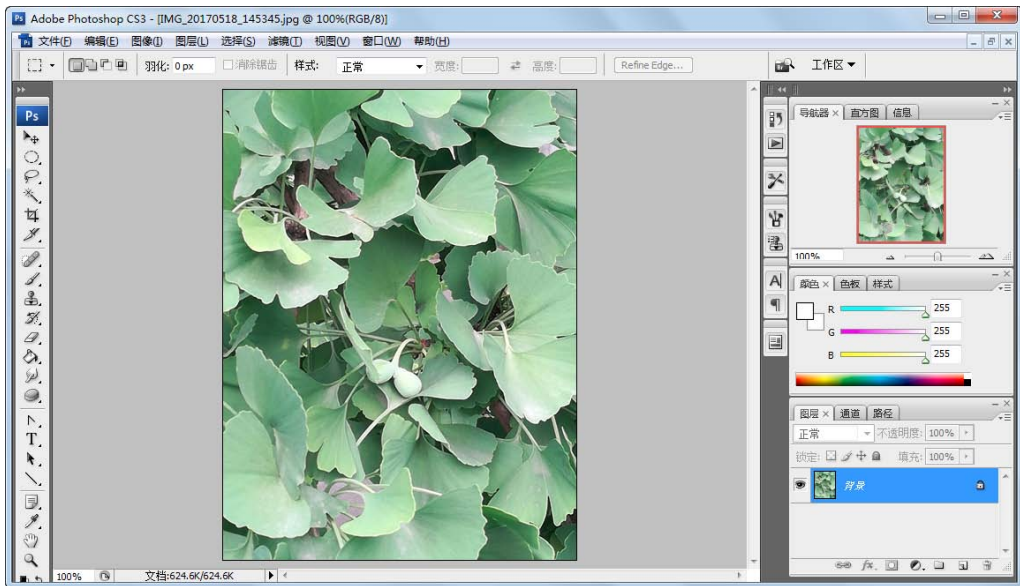 Adobe Photoshop CS3 - [IMG_20170518_145345.jpg @ 100%(RGB/8)]
文件(F) 编辑(E) 图像(I) 图层(L) 选择(S) 滤镜(T) 视图(V) 窗口(W) 帮助(H)
羽化: 0 px 消除锯齿 样式: 正常 宽度: 高度: Refine Edge... 工作区
Ps
导航器 直方图 信息
100%
颜色 色板 样式
R 255
G 255
B 255
图层 通道 路径
正常 不透明度: 100%
锁定: 填充: 100%
背景
100% 文档:624.6K/624.6K